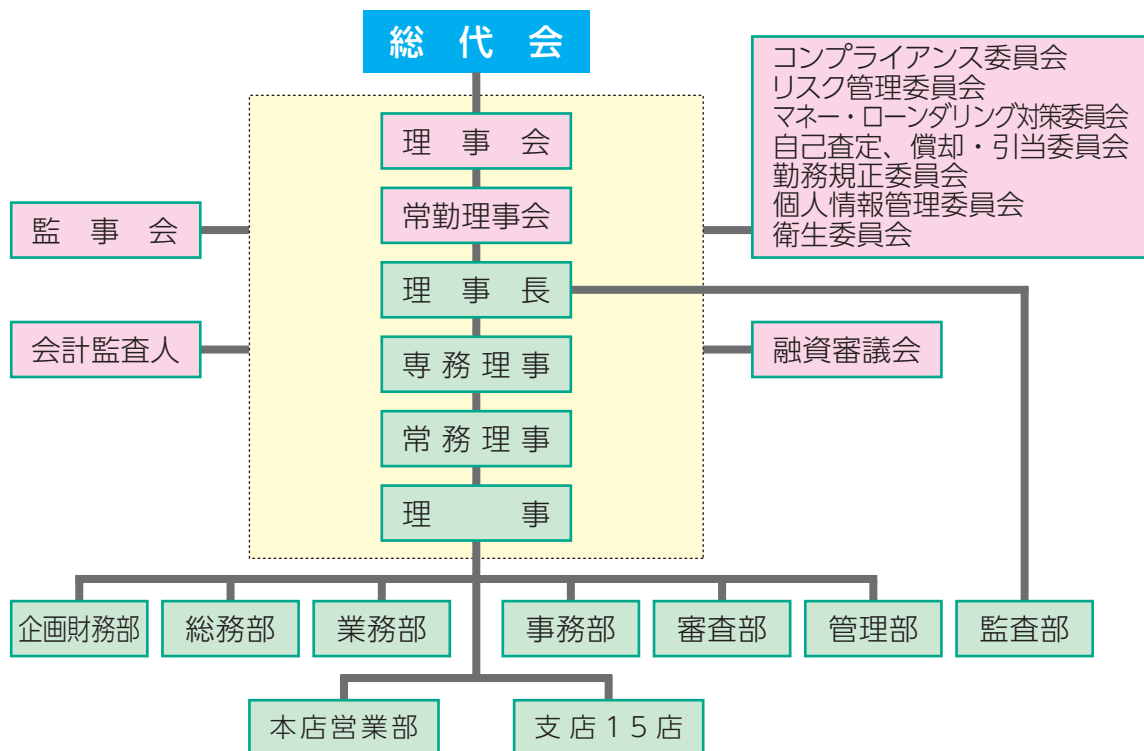 総代会
コンプライアンス委員会
リスク管理委員会
マネー・ローンダリング対策委員会
自己査定、償却・引当委員会
勤務規正委員会
個人情報管理委員会
衛生委員会
理事会
常勤理事会
監事会
理事長
会計監査人
専務理事
融資審議会
常務理事
理事
企画財務部
総務部
業務部
事務部
審査部
管理部
監査部
本店営業部
支店15店